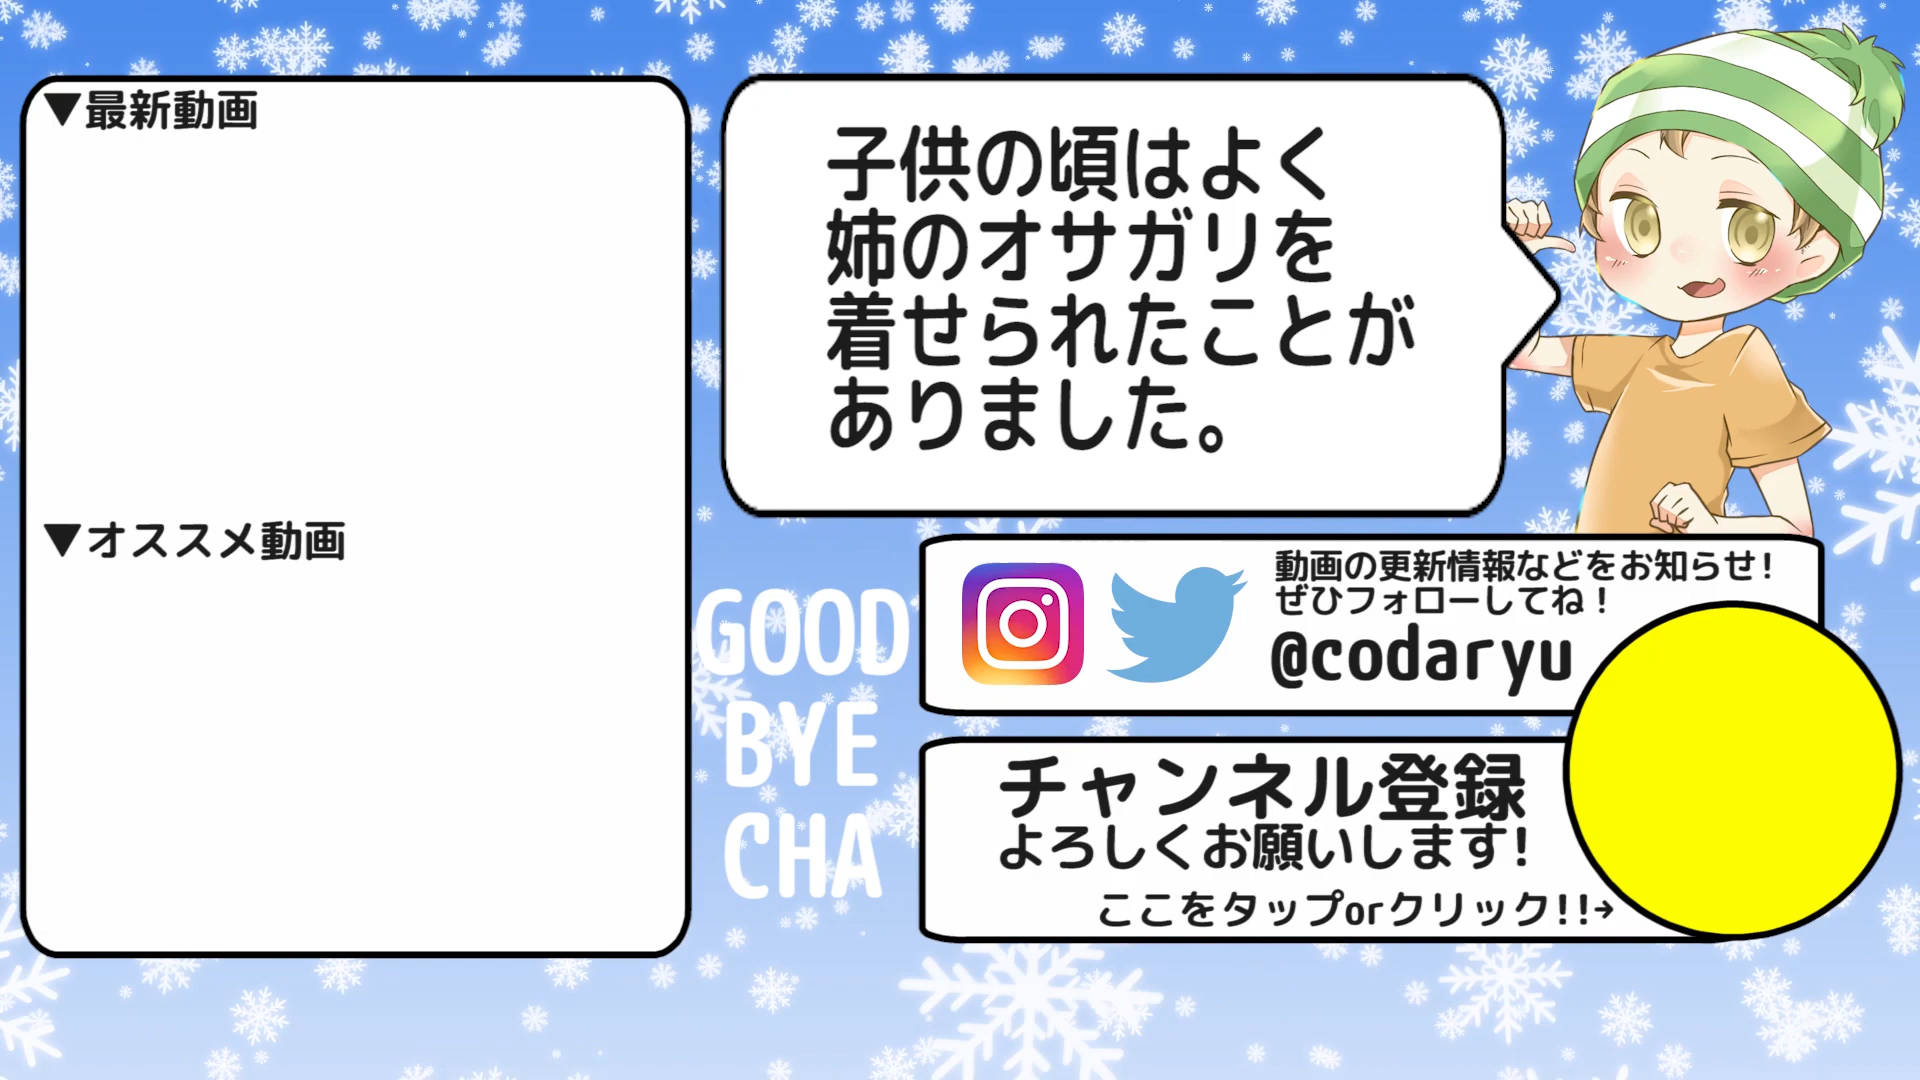 ▼最新動画
▼オススメ動画
子供の頃はよく
姉のオサガリを
着せられたことが
ありました。
GOOD
BYE
CHA
動画の更新情報などをお知らせ!
ぜひフォローしてね!
@codaryu
チャンネル登録
よろしくお願いします!
ここをタップorクリック!!→